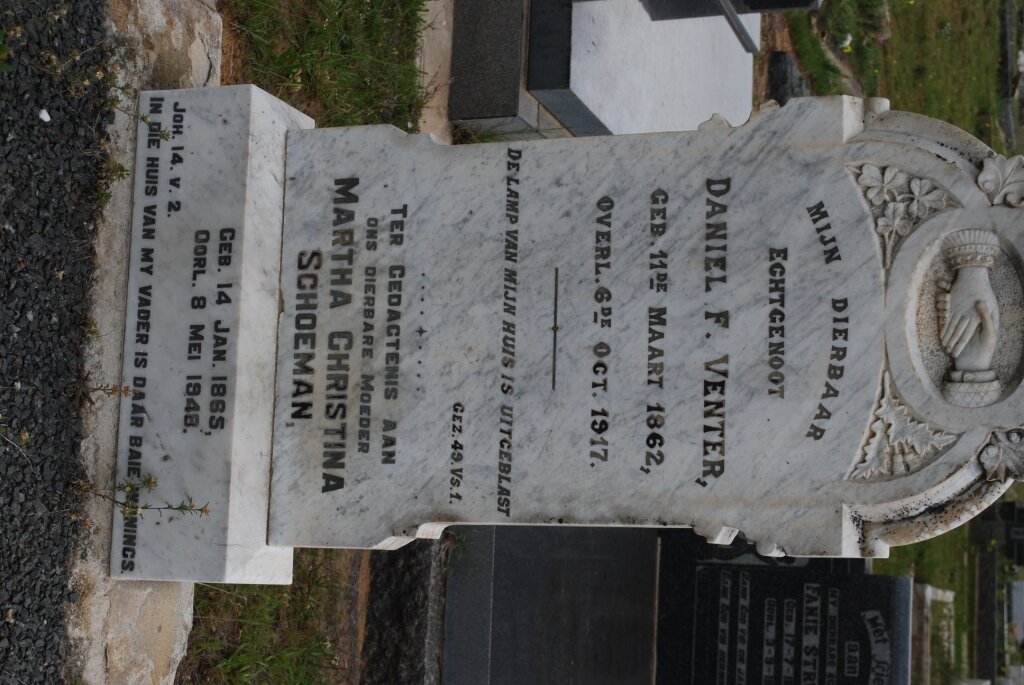 MIJN DIERBAAR
ECHTGENOOT
DANIEL F. VENTER,
GEB. 11DE MAART 1862,
OVERL. 6DE OCT. 1917.
DE LAMP VAN MIJN HUIS IS UITGEBLAST
GEZ. 49. Vs. 1.
TER GEDACTENIS AAN
ONS DIERBARE MOEDER
MARTHA CHRISTINA
SCHOEMAN,
GEB. 14 JAN. 1865,
OORL. 8 MEI 1948.
JOH. 14. V. 2.
IN DIE HUIS VAN MY VADER IS DAAR BAIE WONINGS
Met